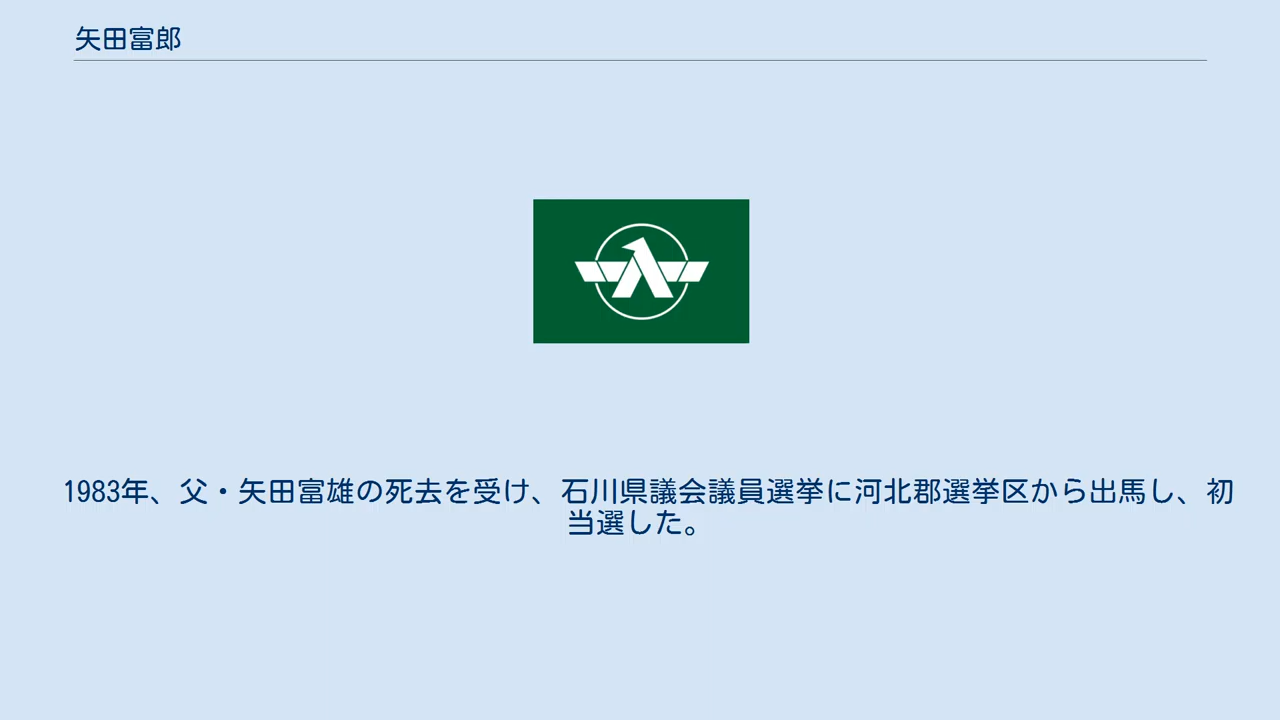 矢田富郎
1983年、父・矢田富雄の死去を受け、石川県議会議員選挙に河北郡選挙区から出馬し、初
当選した。